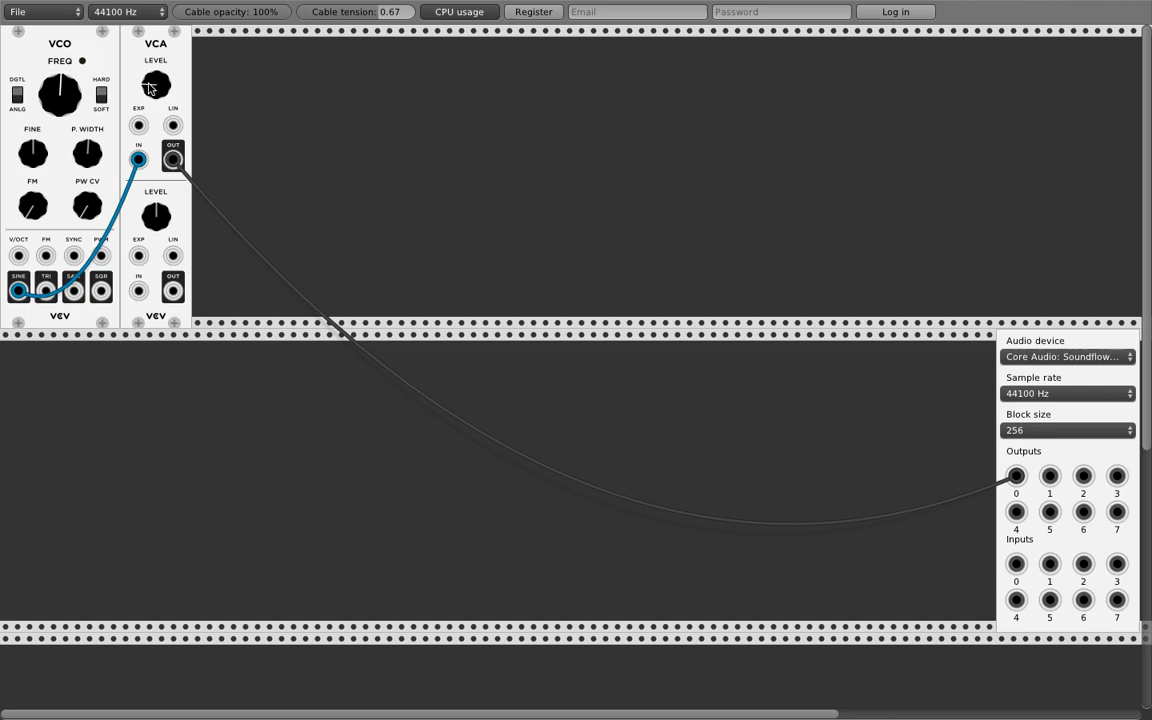 File 44100 Hz Cable opacity: 100% Cable tension: 0.67 CPU usage Register Email Password Log in
VCO
FREQ
DGTL HARD
ANLG SOFT
FINE P. WIDTH
FM PW CV
V/OCT FM SYNC PWM
SINE TRI SAW SQR
VCV
VCA
LEVEL
EXP LIN
IN OUT
LEVEL
EXP LIN
IN OUT
VCV
Audio device
Core Audio: Soundflow...
Sample rate
44100 Hz
Block size
256
Outputs
0 1 2 3
4 5 6 7
Inputs
0 1 2 3
4 5 6 7